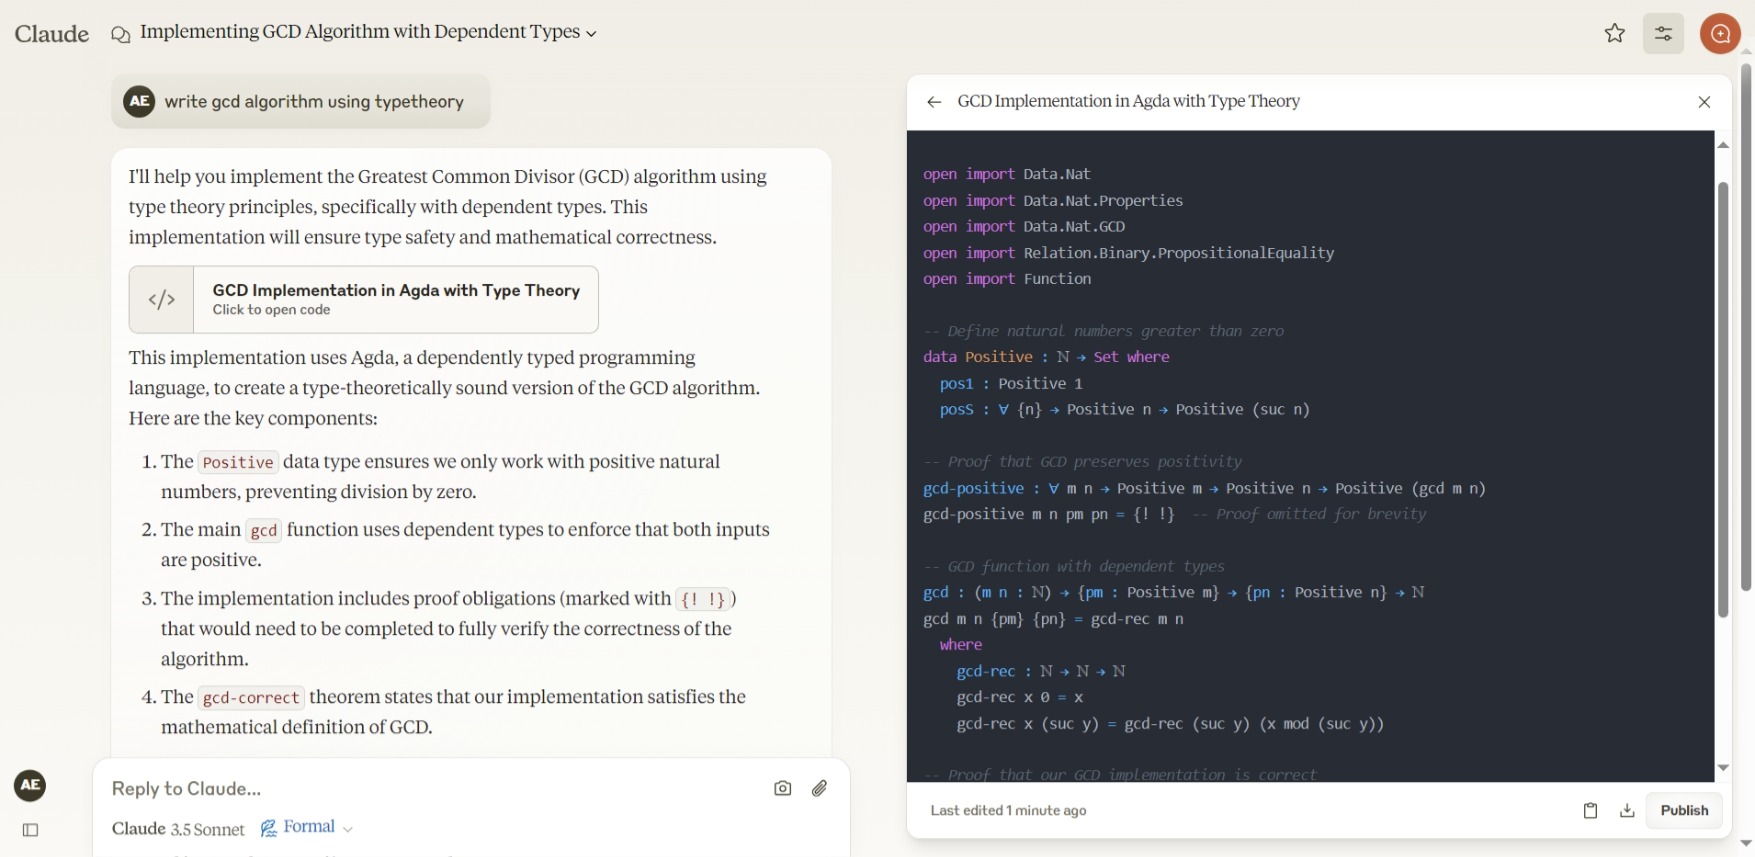 Claude
Implementing GCD Algorithm with Dependent Types
AE write gcd algorithm using typetheory
I'll help you implement the Greatest Common Divisor (GCD) algorithm using
type theory principles, specifically with dependent types. This
implementation will ensure type safety and mathematical correctness.
</>
GCD Implementation in Agda with Type Theory
Click to open code
This implementation uses Agda, a dependently typed programming
language, to create a type-theoretically sound version of the GCD algorithm.
Here are the key components:
1. The Positive data type ensures we only work with positive natural
numbers, preventing division by zero.
2. The main gcd function uses dependent types to enforce that both inputs
are positive.
3. The implementation includes proof obligations (marked with {! !})
that would need to be completed to fully verify the correctness of the
algorithm.
4. The gcd-correct theorem states that our implementation satisfies the
mathematical definition of GCD.
AE
Reply to Claude...
Claude 3.5 Sonnet Formal
GCD Implementation in Agda with Type Theory
open import Data.Nat
open import Data.Nat.Properties
open import Data.Nat.GCD
open import Relation.Binary.PropositionalEquality
open import Function
-- Define natural numbers greater than zero
data Positive : ℕ → Set where
pos1 : Positive 1
posS : ∀ {n} → Positive n → Positive (suc n)
-- Proof that GCD preserves positivity
gcd-positive : ∀ m n → Positive m → Positive n → Positive (gcd m n)
gcd-positive m n pm pn = {! !} -- Proof omitted for brevity
-- GCD function with dependent types
gcd : (m n : ℕ) → {pm : Positive m} → {pn : Positive n} → ℕ
gcd m n {pm} {pn} = gcd-rec m n
where
gcd-rec : ℕ → ℕ → ℕ
gcd-rec x 0 = x
gcd-rec x (suc y) = gcd-rec (suc y) (x mod (suc y))
-- Proof that our GCD implementation is correct
Last edited 1 minute ago
Publish